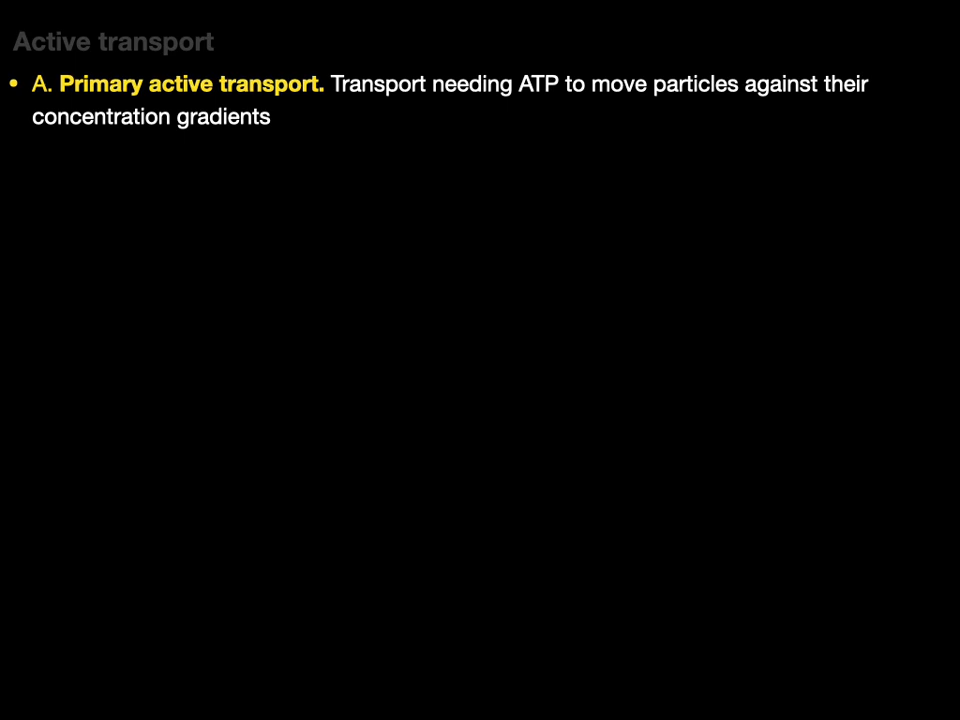 Active transport
• A. Primary active transport. Transport needing ATP to move particles against their
concentration gradients